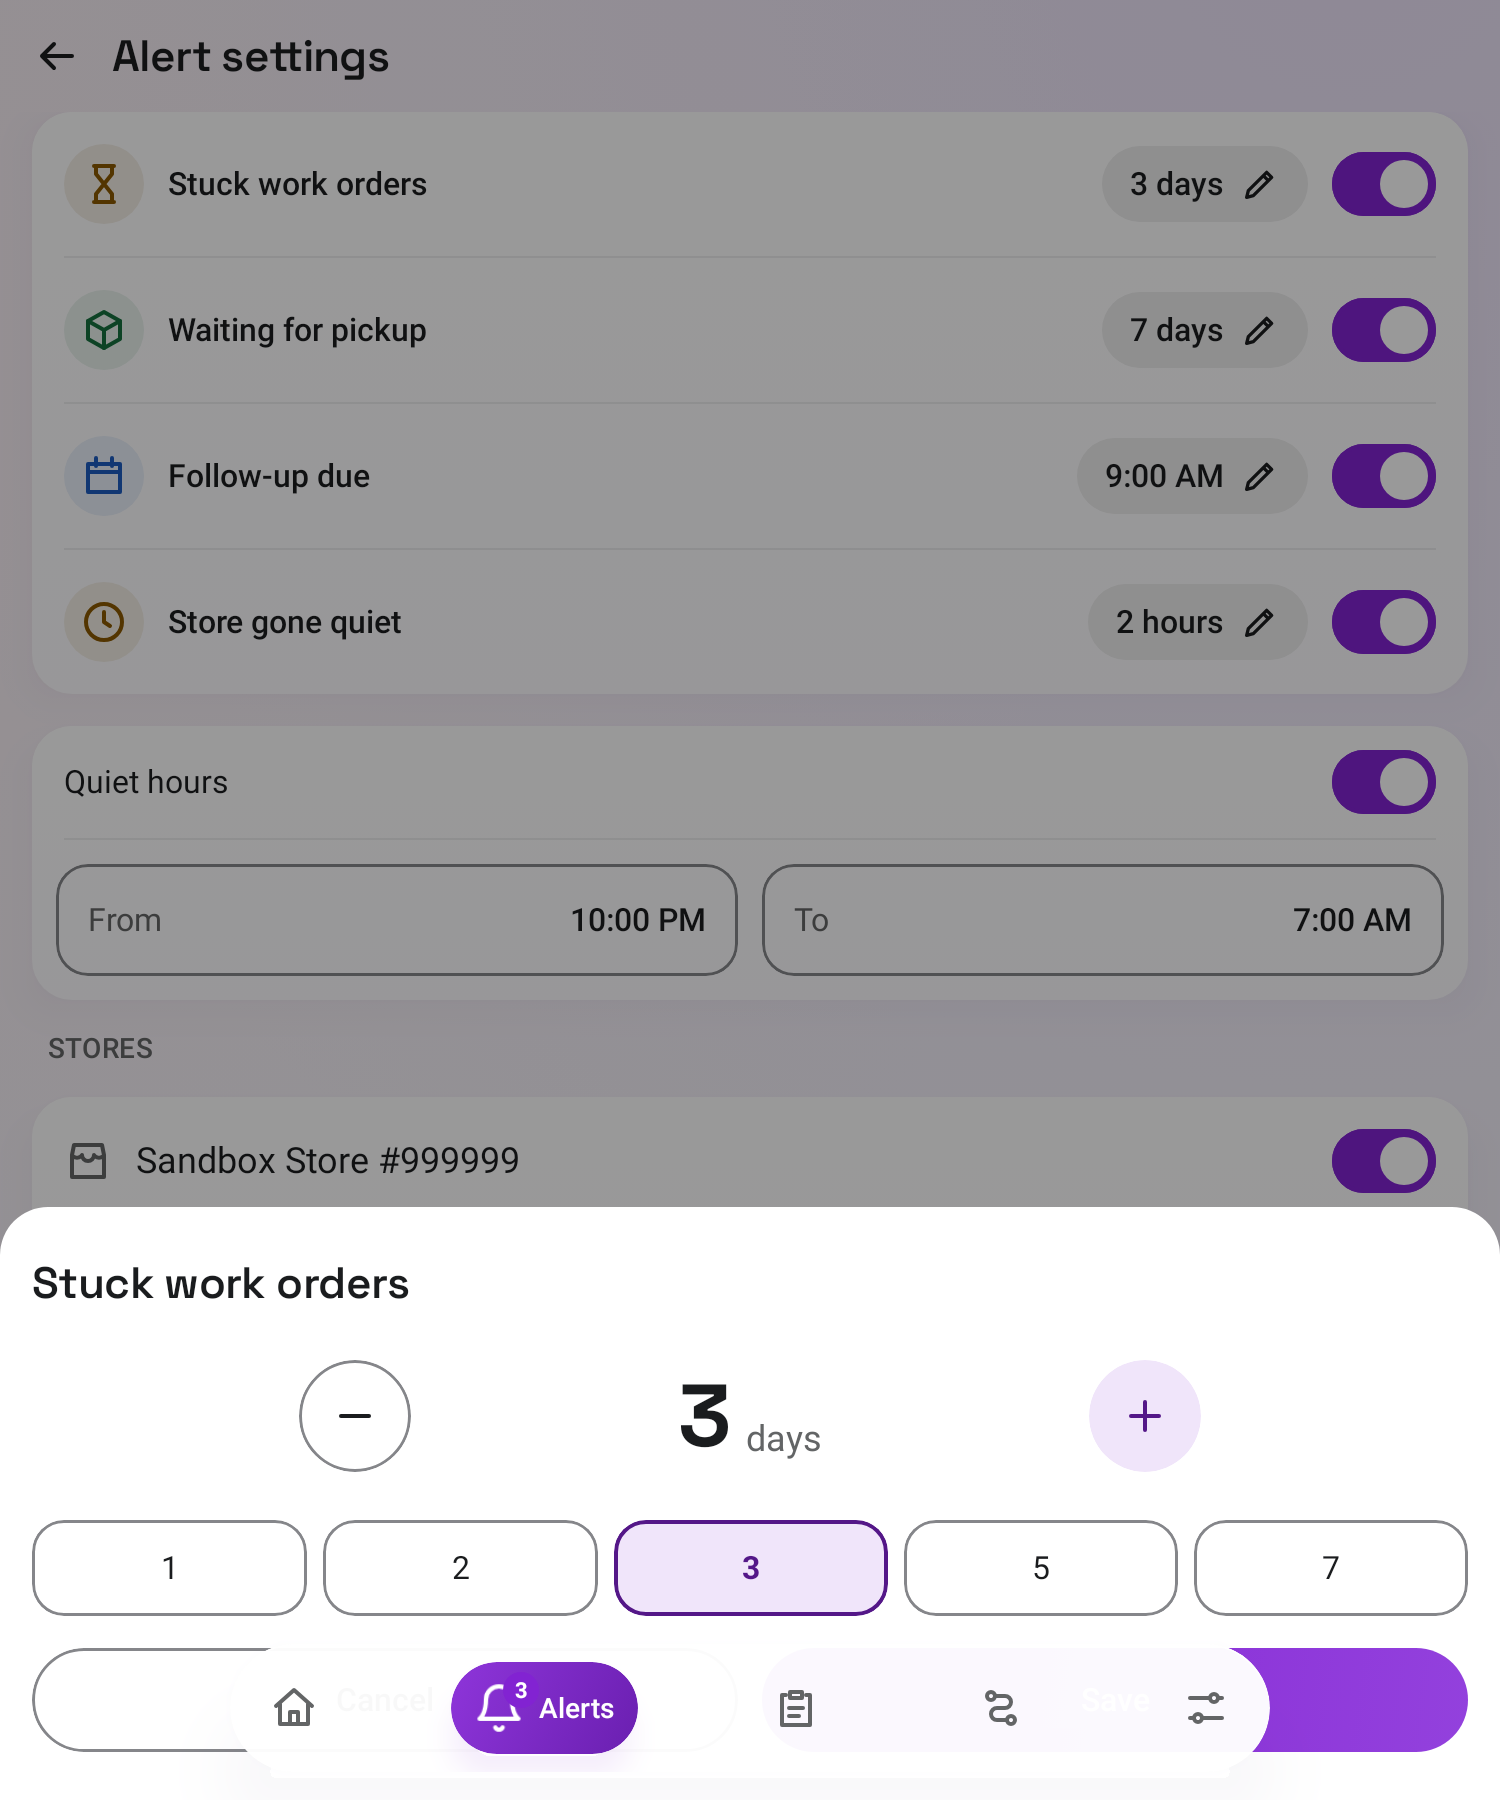 Alert settings
Stuck work orders 3 days
Waiting for pickup 7 days
Follow-up due 9:00 AM
Store gone quiet 2 hours
Quiet hours
From 10:00 PM To 7:00 AM
STORES
Sandbox Store #999999
Stuck work orders
3 days
1 2 3 5 7
Cancel 3 Alerts Save